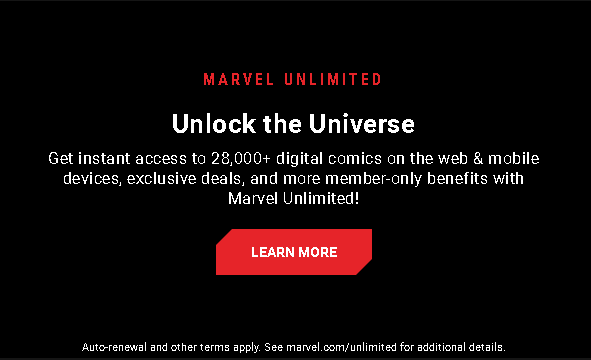 MARVEL UNLIMITED
Unlock the Universe
Get instant access to 28,000+ digital comics on the web & mobile
devices, exclusive deals, and more member-only benefits with
Marvel Unlimited!
LEARN MORE
Auto-renewal and other terms apply. See marvel.com/unlimited for additional details.